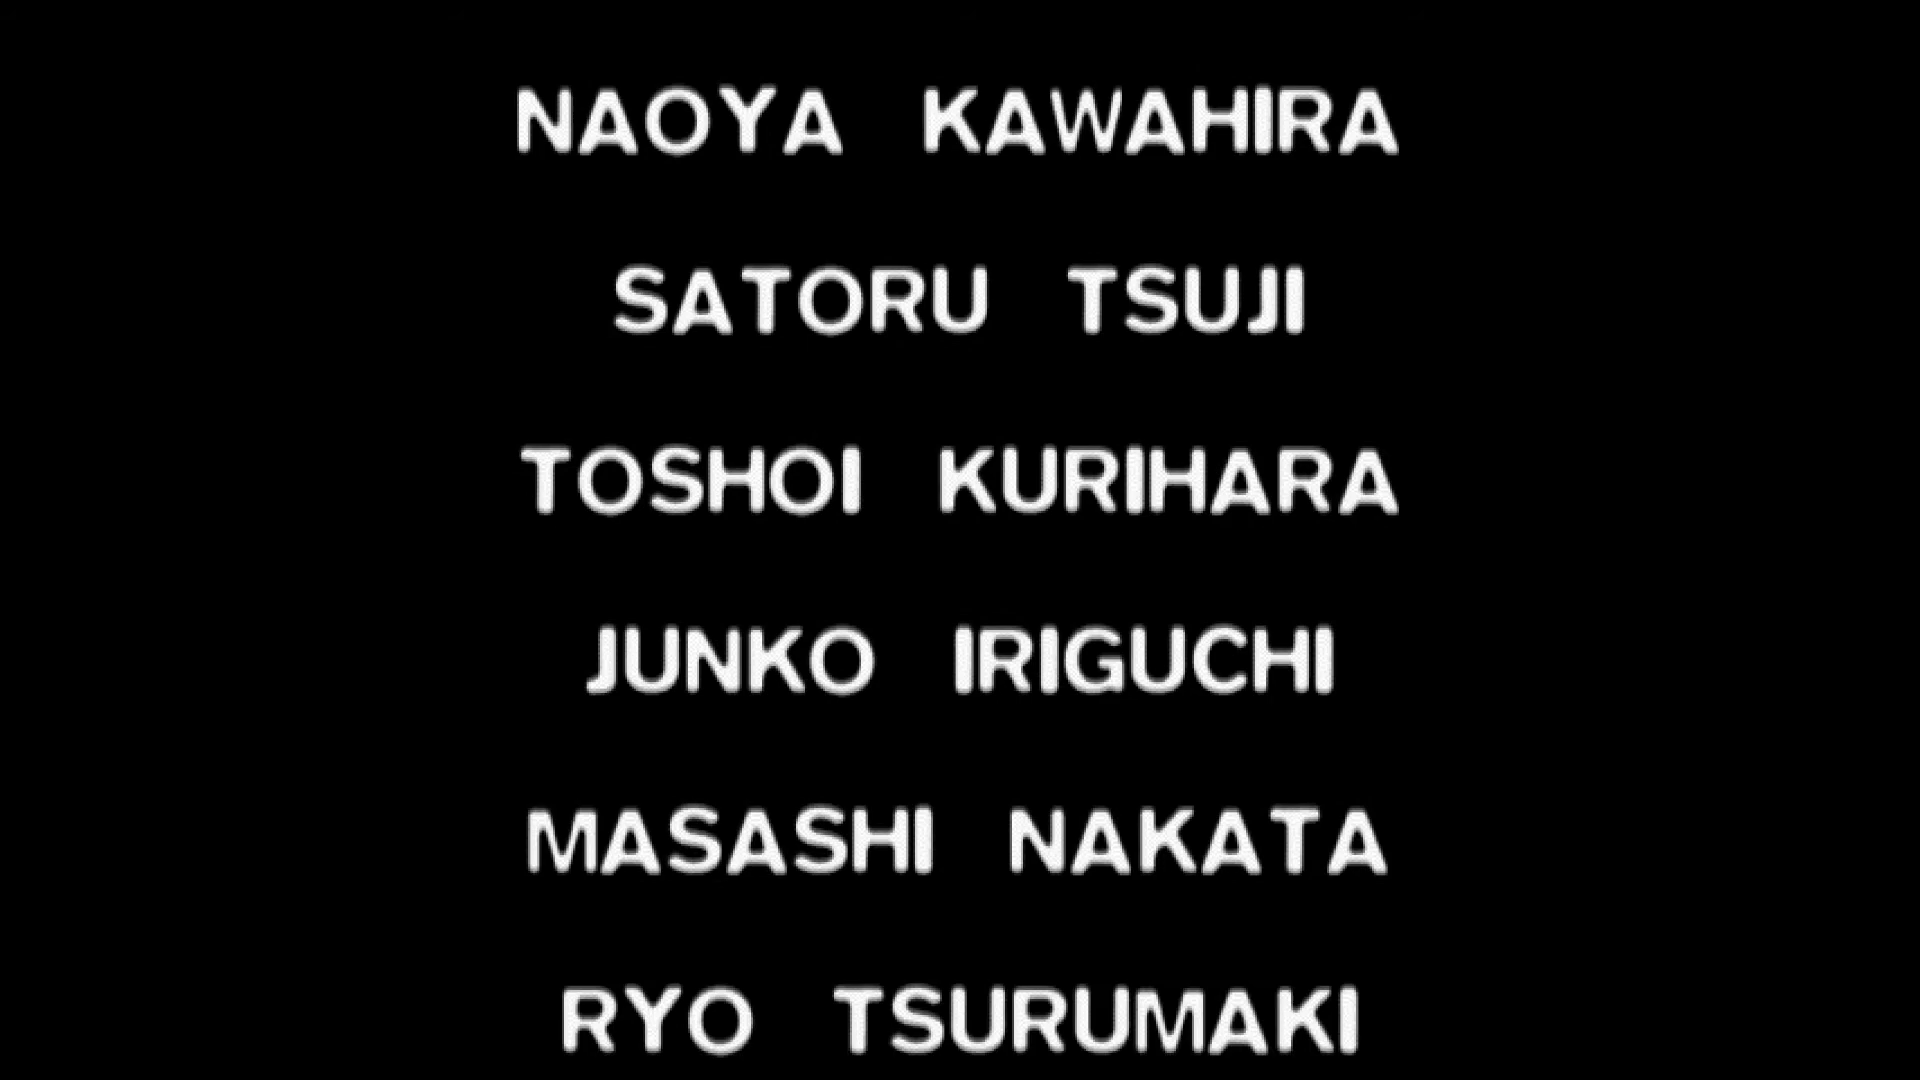 NAOYA KAWAHIRA
SATORU TSUJI
TOSHOI KURIHARA
JUNKO IRIGUCHI
MASASHI NAKATA
RYO TSURUMAKI